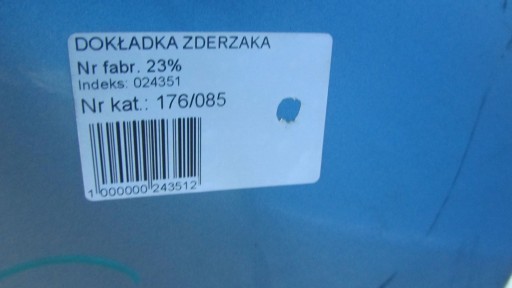 DOKŁADKA ZDERZAKA
Nr fabr. 23%
Indeks: 024351
Nr kat.: 176/085
1 000000 243512